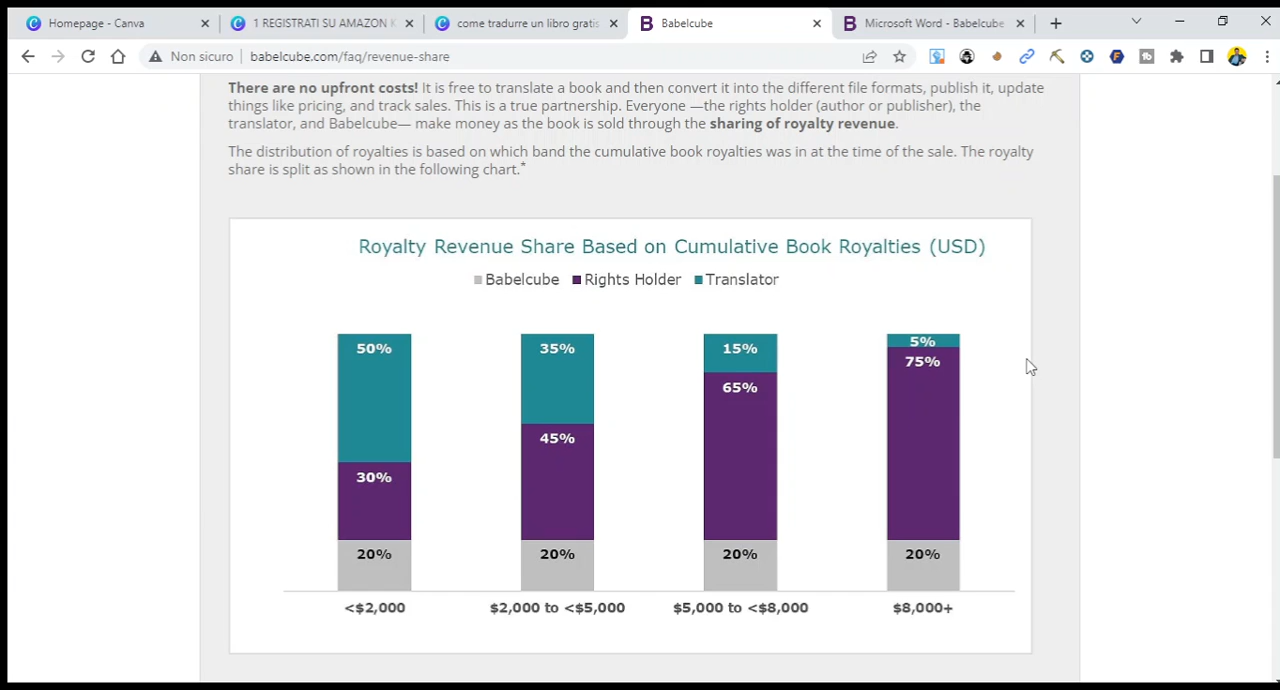 Homepage - Canva
1 REGISTRATI SU AMAZON K
come tradurre un libro gratis
Babelcube
Microsoft Word - Babelcube
Non sicuro
babelcube.com/faq/revenue-share
There are no upfront costs! It is free to translate a book and then convert it into the different file formats, publish it, update
things like pricing, and track sales. This is a true partnership. Everyone —the rights holder (author or publisher), the
translator, and Babelcube— make money as the book is sold through the sharing of royalty revenue.
The distribution of royalties is based on which band the cumulative book royalties was in at the time of the sale. The royalty
share is split as shown in the following chart.*
Royalty Revenue Share Based on Cumulative Book Royalties (USD)
Babelcube Rights Holder Translator
50% 35% 15% 5%
75%
65%
45%
30%
20% 20% 20% 20%
<$2,000 $2,000 to <$5,000 $5,000 to <$8,000 $8,000+